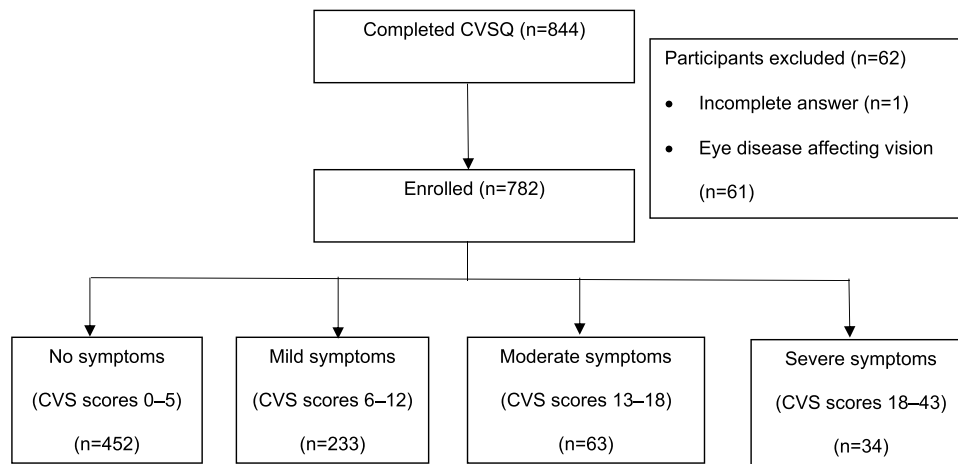 Completed CVSQ (n=844)
Participants excluded (n=62)
• Incomplete answer (n=1)
• Eye disease affecting vision
(n=61)
Enrolled (n=782)
No symptoms
(CVS scores 0–5)
(n=452)
Mild symptoms
(CVS scores 6–12)
(n=233)
Moderate symptoms
(CVS scores 13–18)
(n=63)
Severe symptoms
(CVS scores 18–43)
(n=34)